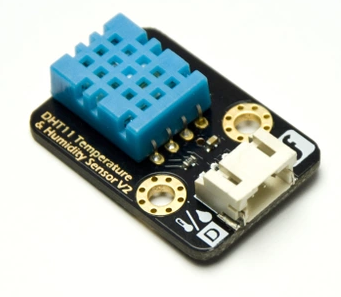 DHT11 Temperature
& Humidity Sensor V2
D